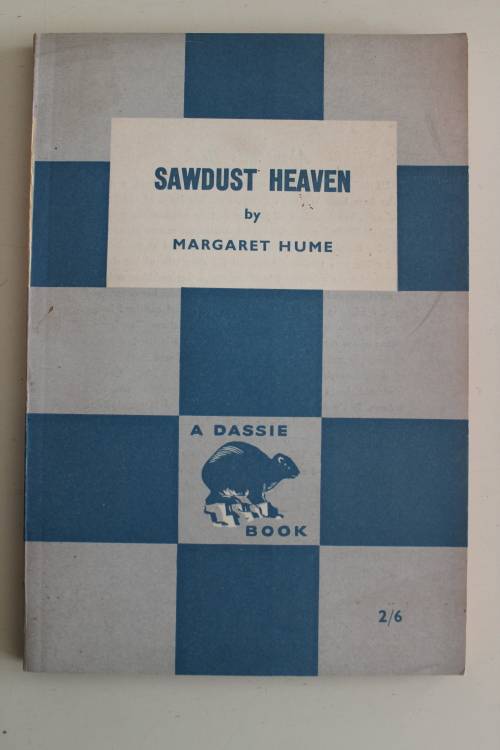 SAWDUST HEAVEN
by
MARGARET HUME
A DASSIE
BOOK
2/6